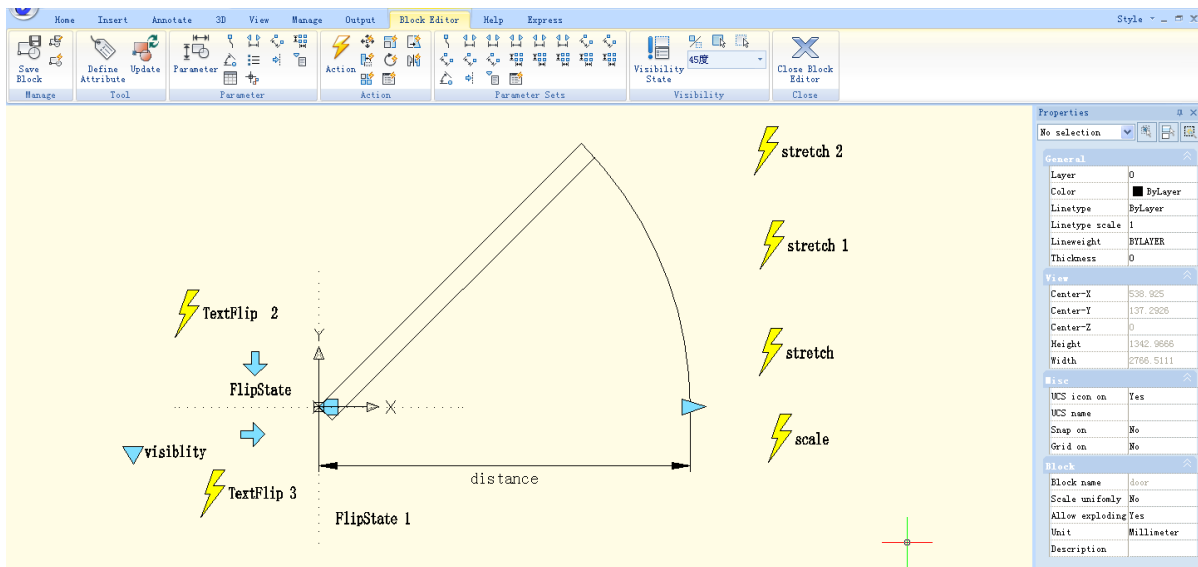 Home Insert Annotate 3D View Manage Output Block Editor Help Express Style
Save Block
Define Attribute
Update
Parameter
Action
Visibility State
45度
Close Block Editor
Manage Tool Parameter Action Parameter Sets Visibility Close
stretch 2
stretch 1
TextFlip 2
Y
stretch
FlipState
X
scale
visiblity
distance
TextFlip 3
FlipState 1
Properties
No selection
General
Layer 0
Color ByLayer
Linetype ByLayer
Linetype scale 1
Lineweight BYLAYER
Thickness 0
View
Center-X 538.925
Center-Y 137.2926
Center-Z 0
Height 1342.9666
Width 2766.5111
Misc
UCS icon on Yes
UCS name
Snap on No
Grid on No
Block
Block name door
Scale unifomly No
Allow exploding Yes
Unit Millimeter
Description